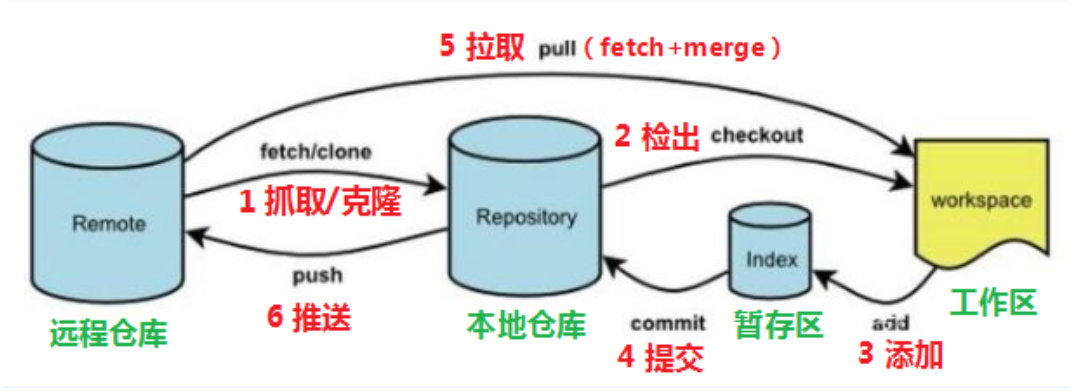 5 拉取 pull ( fetch+merge )
fetch/clone
1 抓取/克隆
2 检出 checkout
Remote
Repository
workspace
Index
push
6 推送
远程仓库
本地仓库
commit
4 提交
暂存区
add
3 添加
工作区